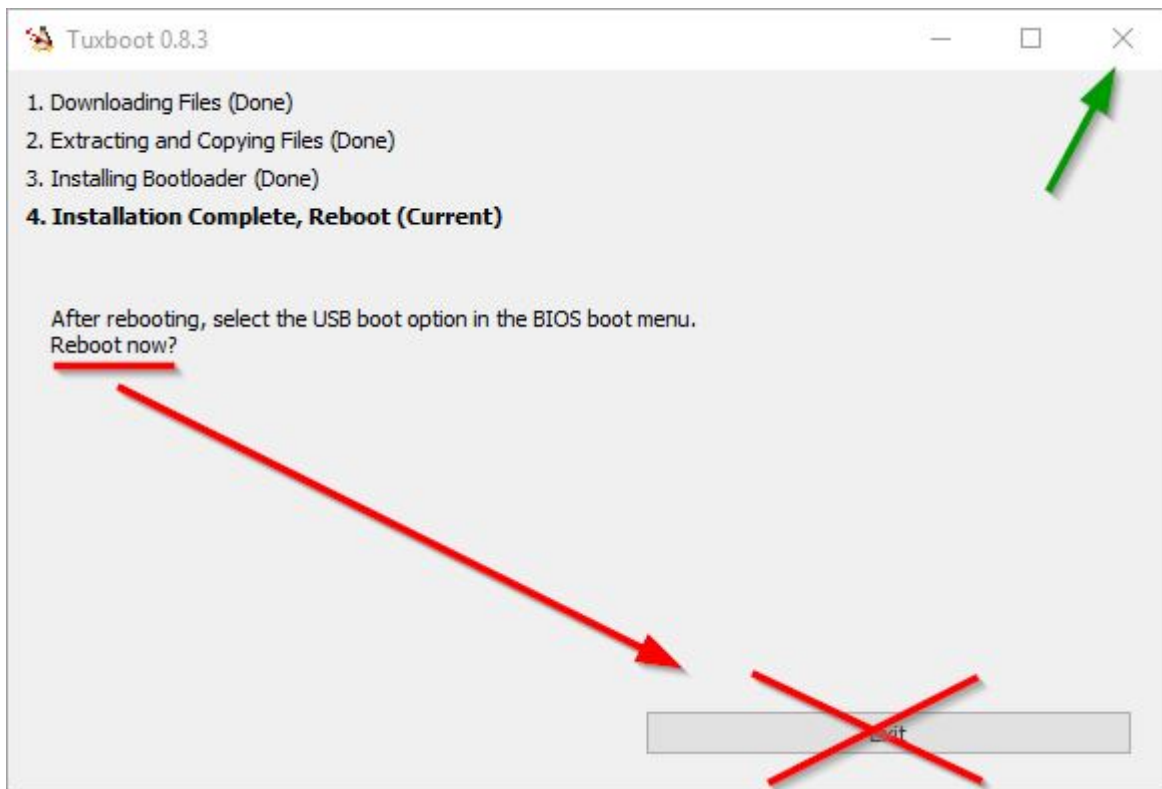 Tuxboot 0.8.3
1. Downloading Files (Done)
2. Extracting and Copying Files (Done)
3. Installing Bootloader (Done)
4. Installation Complete, Reboot (Current)
After rebooting, select the USB boot option in the BIOS boot menu.
Reboot now?
Exit